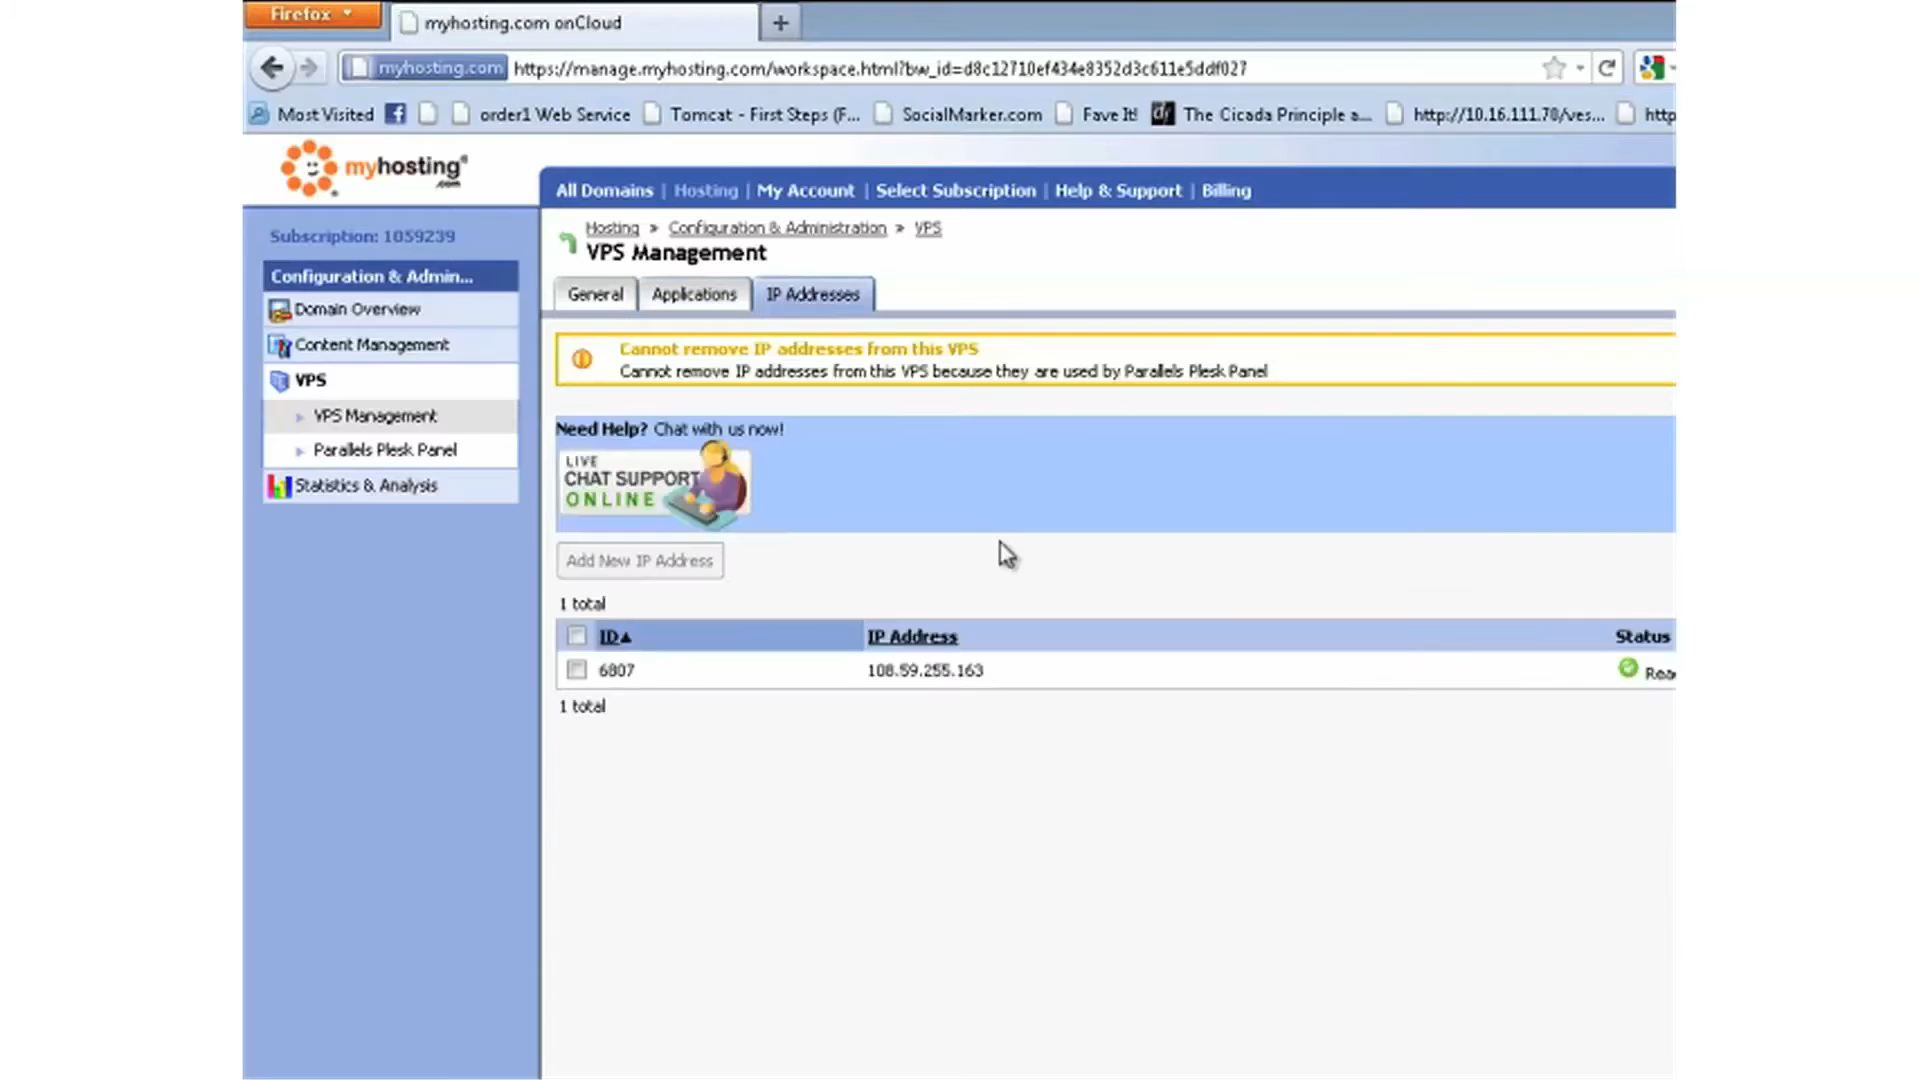 Firefox
myhosting.com onCloud
myhosting.com https://manage.myhosting.com/workspace.html?bw_id=d8c12710ef434e8352d3c611e5ddf027
Most Visited order1 Web Service Tomcat - First Steps (F... SocialMarker.com Fave It! The Cicada Principle a... http://10.16.111.78/ves... http
myhosting
.com
All Domains | Hosting | My Account | Select Subscription | Help & Support | Billing
Subscription: 1059239
Configuration & Admin...
Domain Overview
Content Management
VPS
VPS Management
Parallels Plesk Panel
Statistics & Analysis
Hosting » Configuration & Administration » VPS
VPS Management
General Applications IP Addresses
Cannot remove IP addresses from this VPS
Cannot remove IP addresses from this VPS because they are used by Parallels Plesk Panel
Need Help? Chat with us now!
LIVE
CHAT SUPPORT
ONLINE
Add New IP Address
1 total
ID IP Address Status
6807 108.59.255.163 Rea
1 total